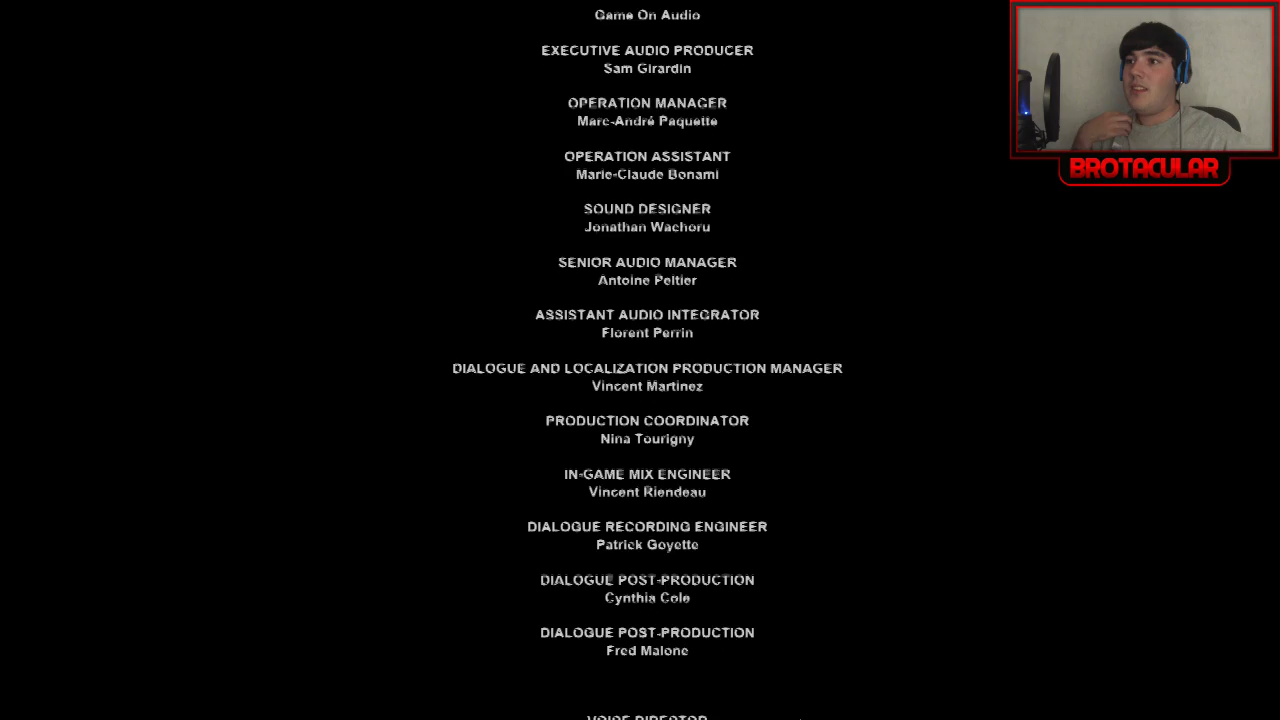 Game On Audio
EXECUTIVE AUDIO PRODUCER
Sam Girardin
OPERATION MANAGER
Marc-André Paquette
OPERATION ASSISTANT
Marie-Claude Bonami
SOUND DESIGNER
Jonathan Wachoru
SENIOR AUDIO MANAGER
Antoine Peltier
ASSISTANT AUDIO INTEGRATOR
Florent Perrin
DIALOGUE AND LOCALIZATION PRODUCTION MANAGER
Vincent Martinez
PRODUCTION COORDINATOR
Nina Tourigny
IN-GAME MIX ENGINEER
Vincent Riendeau
DIALOGUE RECORDING ENGINEER
Patrick Goyette
DIALOGUE POST-PRODUCTION
Cynthia Cole
DIALOGUE POST-PRODUCTION
Fred Malone
VOICE DIRECTOR
BROTACULAR